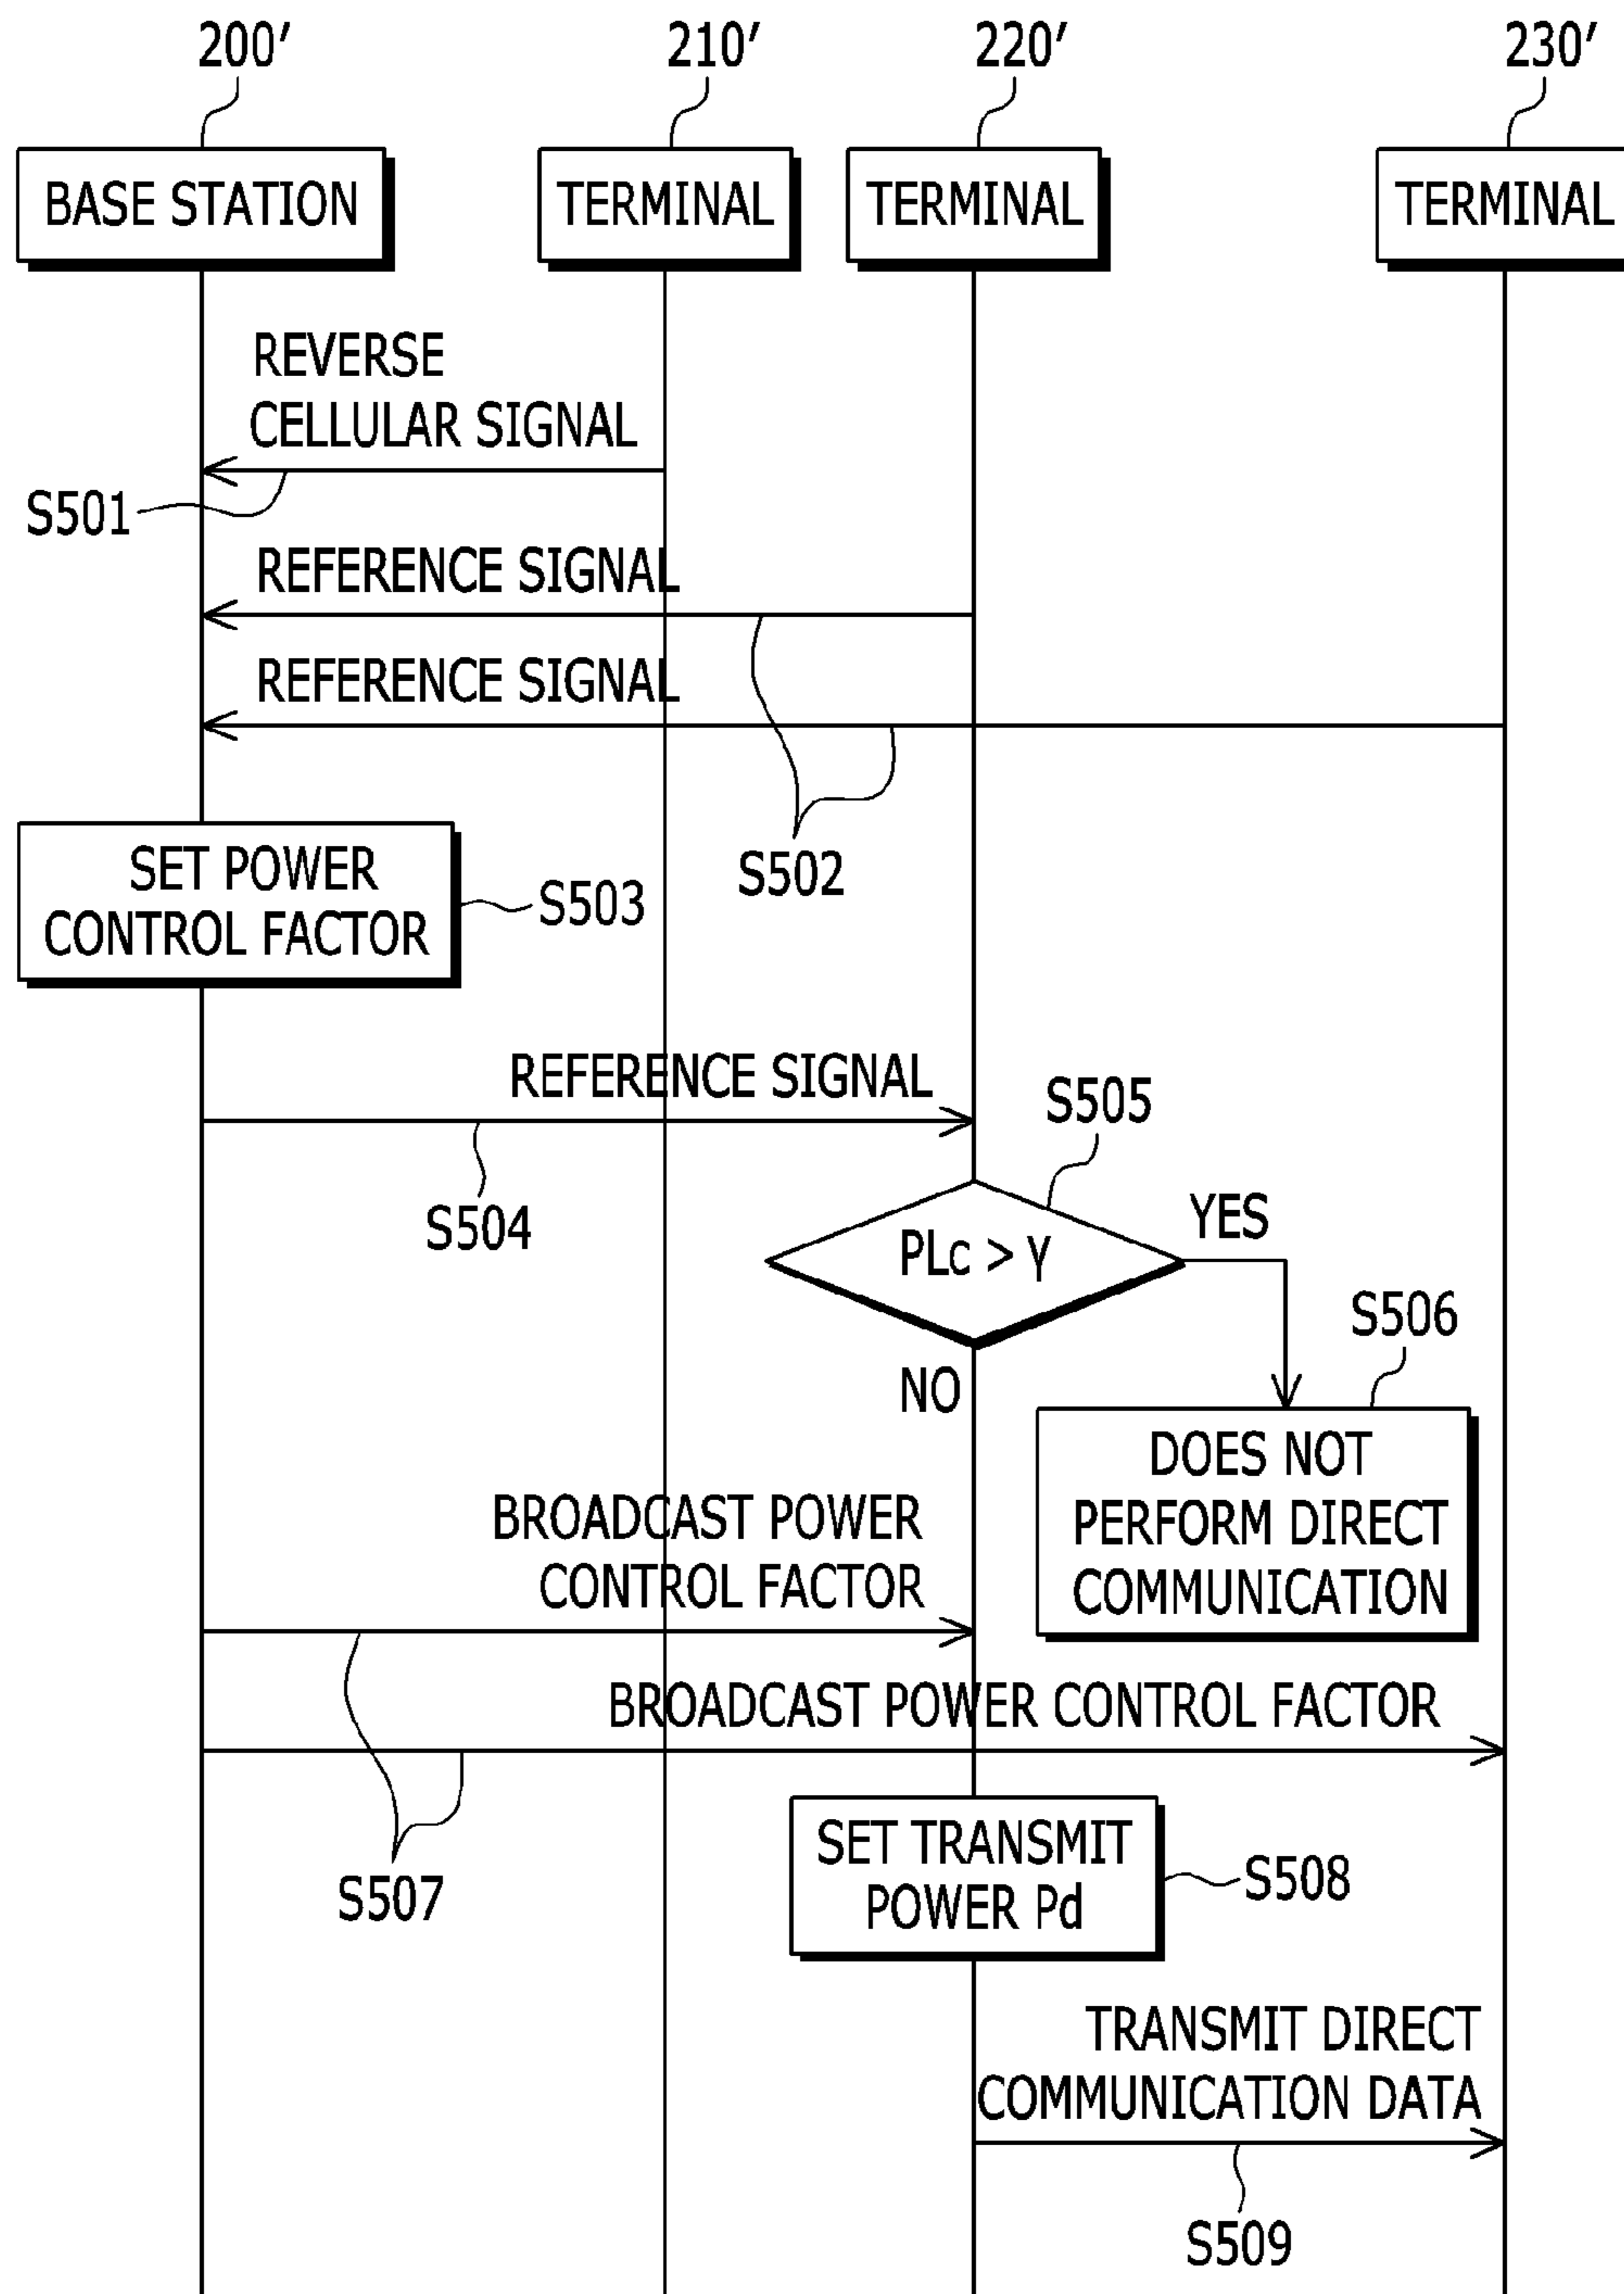 200′
210′
220′
230′
BASE STATION
TERMINAL
TERMINAL
TERMINAL
REVERSE
CELLULAR SIGNAL
S501
REFERENCE SIGNAL
REFERENCE SIGNAL
S502
SET POWER
CONTROL FACTOR
S503
REFERENCE SIGNAL
S504
S505
PLc > γ
YES
NO
S506
DOES NOT
PERFORM DIRECT
COMMUNICATION
BROADCAST POWER
CONTROL FACTOR
BROADCAST POWER CONTROL FACTOR
S507
SET TRANSMIT
POWER Pd
S508
TRANSMIT DIRECT
COMMUNICATION DATA
S509